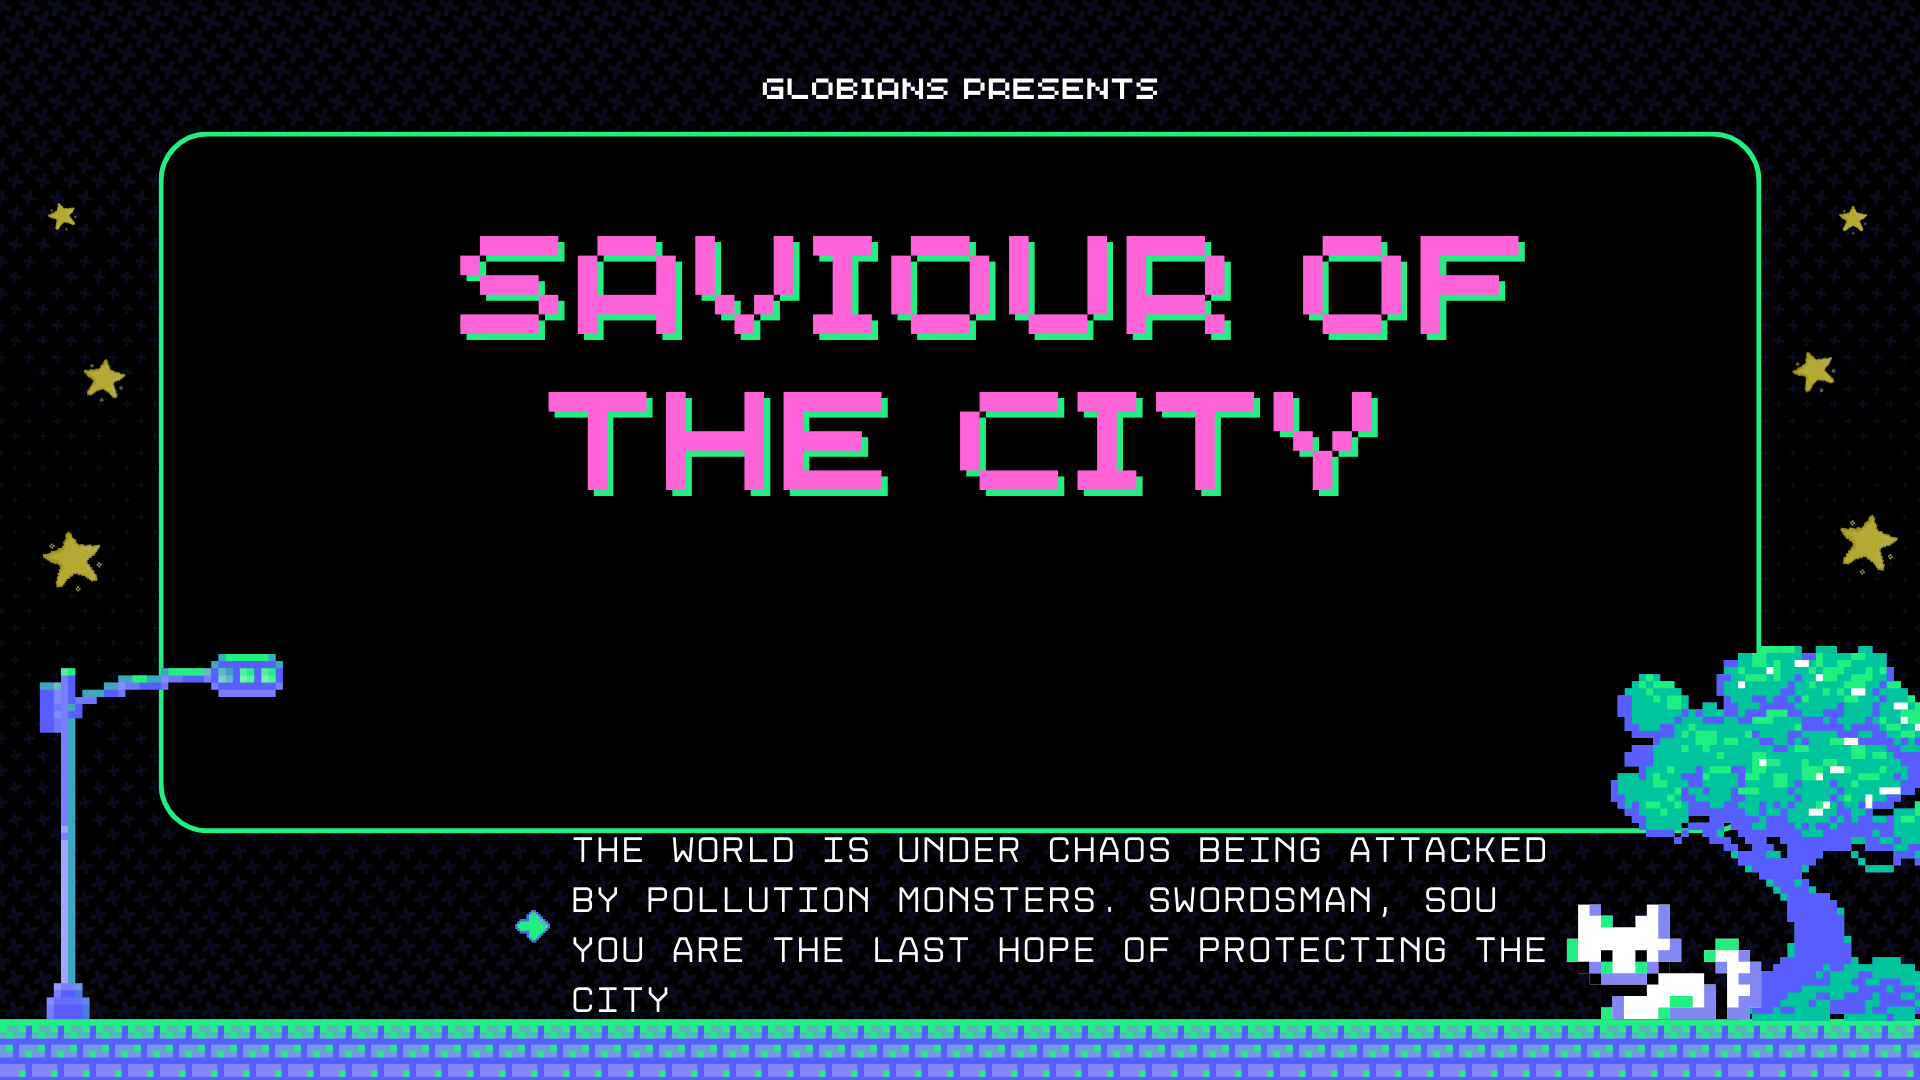 GLOBIANS PRESENTS
SAVIOUR OF
THE CITY
THE WORLD IS UNDER CHAOS BEING ATTACKED
BY POLLUTION MONSTERS. SWORDSMAN, SOU
YOU ARE THE LAST HOPE OF PROTECTING THE
CITY